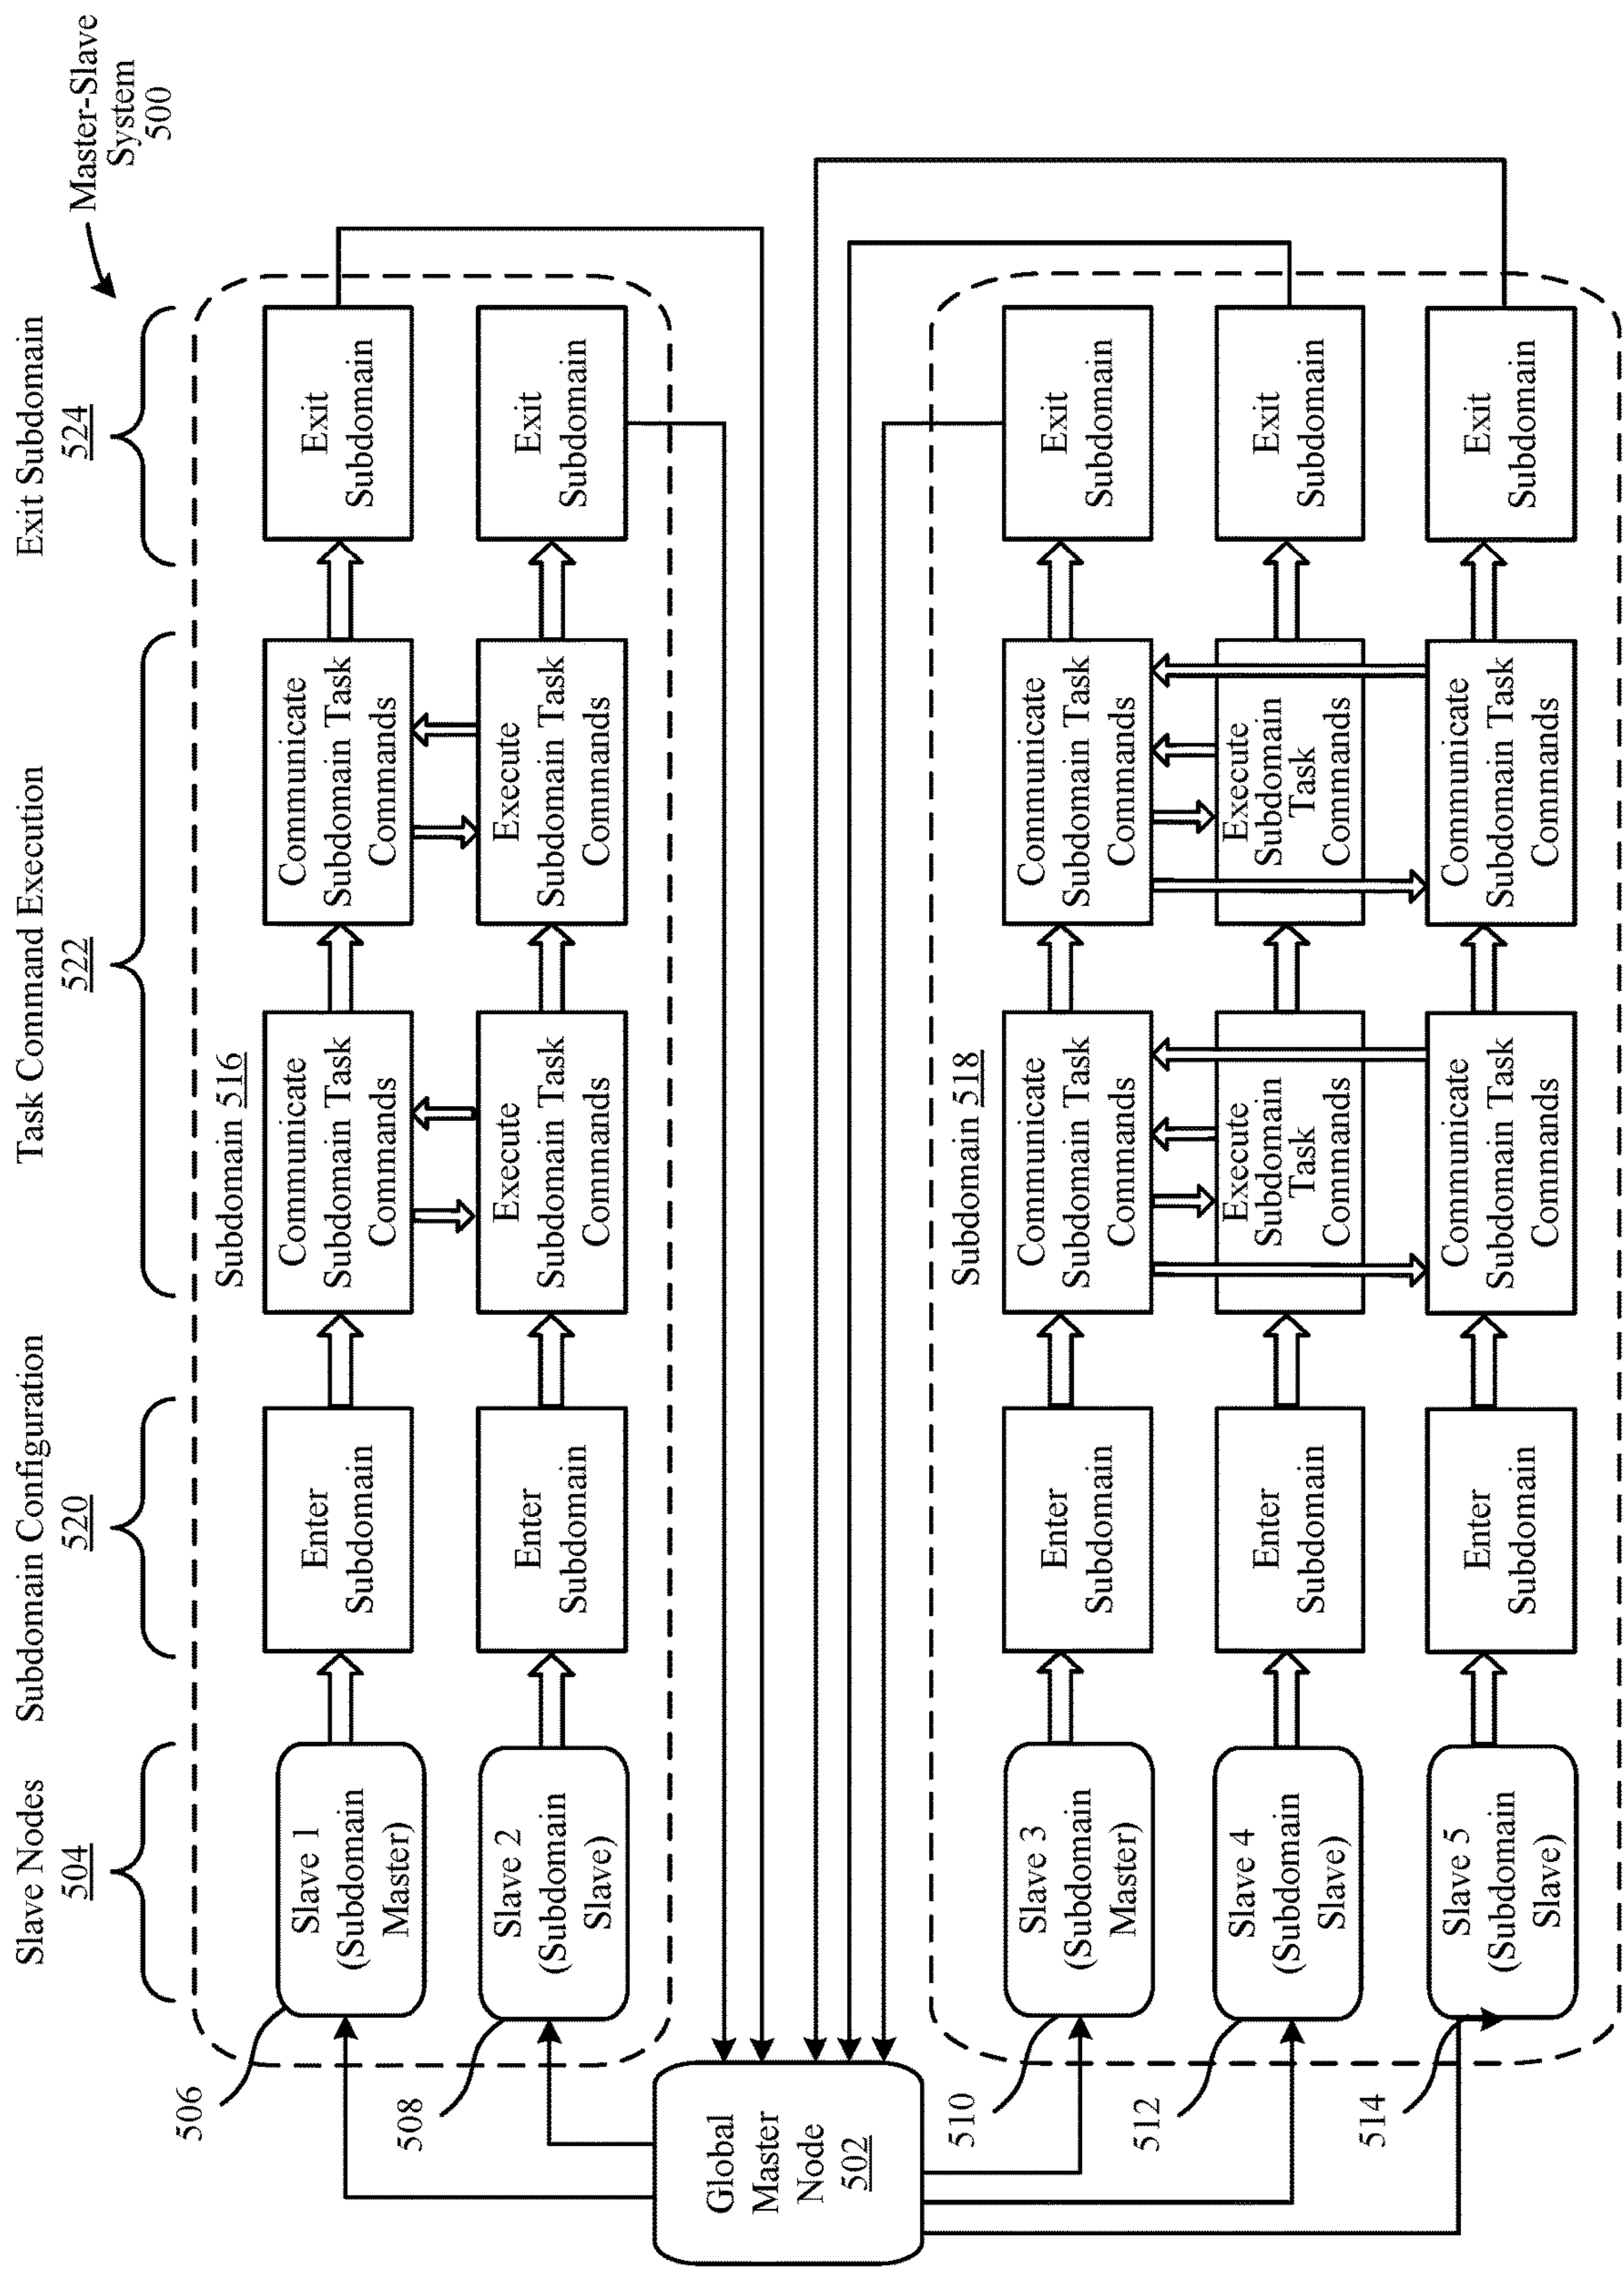 Master-Slave
System
500
Slave Nodes
504
Subdomain Configuration
520
Task Command Execution
522
Exit Subdomain
524
Subdomain 516
506
Slave 1
(Subdomain
Master)
Enter
Subdomain
Communicate
Subdomain Task
Commands
Communicate
Subdomain Task
Commands
Exit
Subdomain
508
Slave 2
(Subdomain
Slave)
Enter
Subdomain
Execute
Subdomain Task
Commands
Execute
Subdomain Task
Commands
Exit
Subdomain
Global
Master
Node
502
Subdomain 518
510
Slave 3
(Subdomain
Master)
Enter
Subdomain
Communicate
Subdomain Task
Commands
Communicate
Subdomain Task
Commands
Exit
Subdomain
512
Slave 4
(Subdomain
Slave)
Enter
Subdomain
Execute
Subdomain
Task
Commands
Execute
Subdomain
Task
Commands
Exit
Subdomain
514
Slave 5
(Subdomain
Slave)
Enter
Subdomain
Communicate
Subdomain Task
Commands
Communicate
Subdomain Task
Commands
Exit
Subdomain